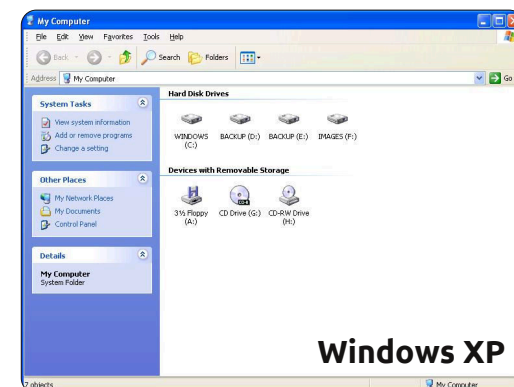 My Computer
File Edit View Favorites Tools Help
Back Search Folders
Address My Computer Go
System Tasks
View system information
Add or remove programs
Change a setting
Other Places
My Network Places
My Documents
Control Panel
Details
My Computer
System Folder
Hard Disk Drives
WINDOWS (C:) BACKUP (D:) BACKUP (E:) IMAGES (F:)
Devices with Removable Storage
3½ Floppy (A:) CD Drive (G:) CD-RW Drive (H:)
Windows XP
7 objects My Computer